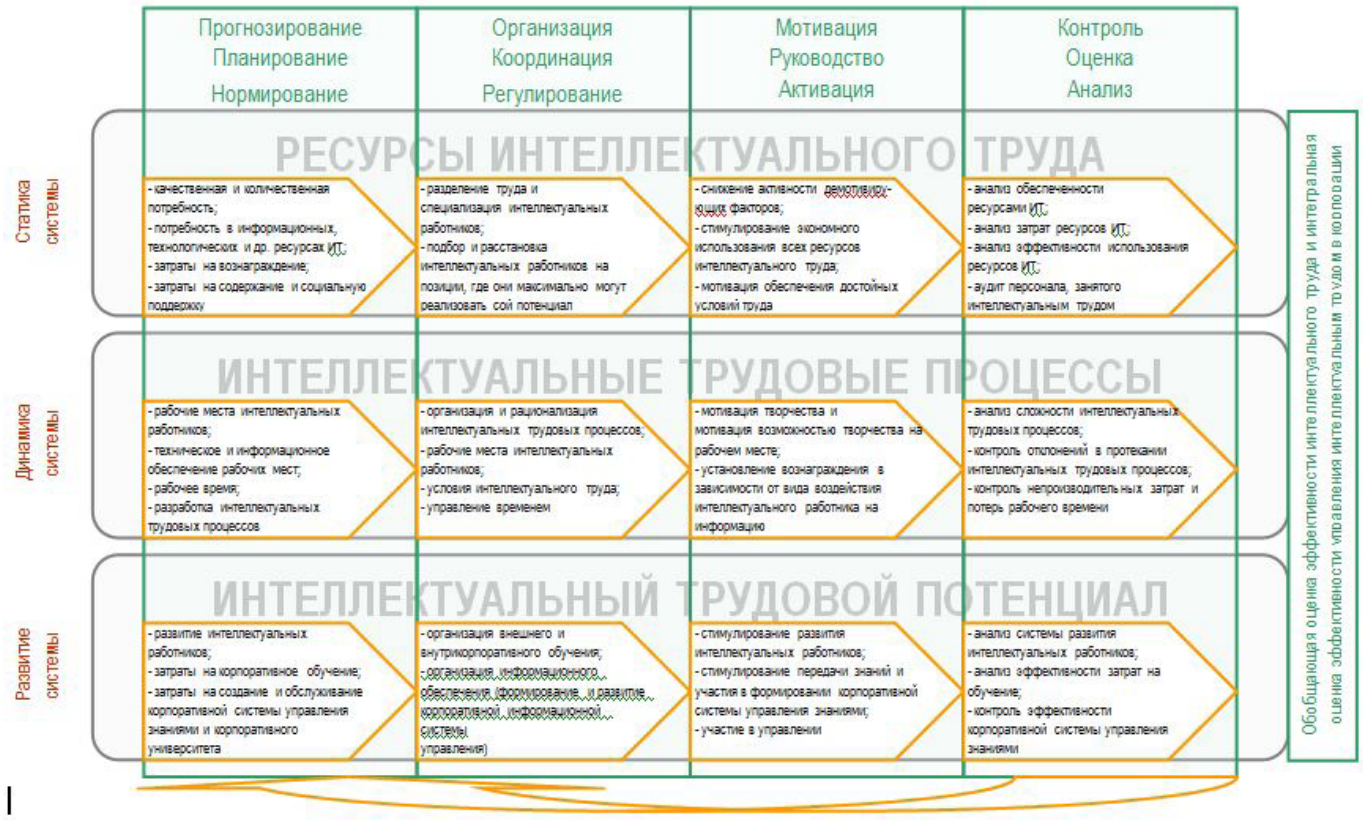 Прогнозирование
Планирование
Нормирование
Организация
Координация
Регулирование
Мотивация
Руководство
Активация
Контроль
Оценка
Анализ
Статика
системы
РЕСУРСЫ ИНТЕЛЛЕКТУАЛЬНОГО ТРУДА
- качественная и количественная
потребность;
- потребность в информационных,
технологических и др. ресурсах ИТ;
- затраты на вознаграждение;
- затраты на содержание и социальную
поддержку
- разделение труда и
специализация интеллектуальных
работников;
- подбор и расстановка
интеллектуальных работников на
позиции, где они максимально могут
реализовать сой потенциал
- снижение активности демотивиру-
ющих факторов;
- стимулирование экономного
использования всех ресурсов
интеллектуального труда;
- мотивация обеспечения достойных
условий труда
- анализ обеспеченности
ресурсами ИТ;
- анализ затрат ресурсов ИТ;
- анализ эффективности использования
ресурсов ИТ;
- аудит персонала, занятого
интеллектуальным трудом
Динамика
системы
ИНТЕЛЛЕКТУАЛЬНЫЕ ТРУДОВЫЕ ПРОЦЕССЫ
- рабочие места интеллектуальных
работников;
- техническое и информационное
обеспечение рабочих мест;
- рабочее время;
- разработка интеллектуальных
трудовых процессов
- организация и рационализация
интеллектуальных трудовых процессов;
- рабочие места интеллектуальных
работников;
- условия интеллектуального труда;
- управление временем
- мотивация творчества и
мотивация возможностью творчества на
рабочем месте;
- установление вознаграждения в
зависимости от вида воздействия
интеллектуального работника на
информацию
- анализ сложности интеллектуальных
трудовых процессов;
- контроль отклонений в протекании
интеллектуальных трудовых процессов;
- контроль непроизводительных затрат и
потерь рабочего времени
Развитие
системы
ИНТЕЛЛЕКТУАЛЬНЫЙ ТРУДОВОЙ ПОТЕНЦИАЛ
- развитие интеллектуальных
работников;
- затраты на корпоративное обучение;
- затраты на создание и обслуживание
корпоративной системы управления
знаниями и корпоративного
университета
- организация внешнего и
внутрикорпоративного обучения;
- организация информационного
обеспечения (формирование и развитие
корпоративной информационной
системы
управления)
- стимулирование развития
интеллектуальных работников;
- стимулирование передачи знаний и
участия в формировании корпоративной
системы управления знаниями;
- участие в управлении
- анализ системы развития
интеллектуальных работников;
- анализ эффективности затрат на
обучение;
- контроль эффективности
корпоративной системы управления
знаниями
Обобщающая оценка эффективности интеллектуального труда и интегральная
оценка эффективности управления интеллектуальным трудом в корпорации